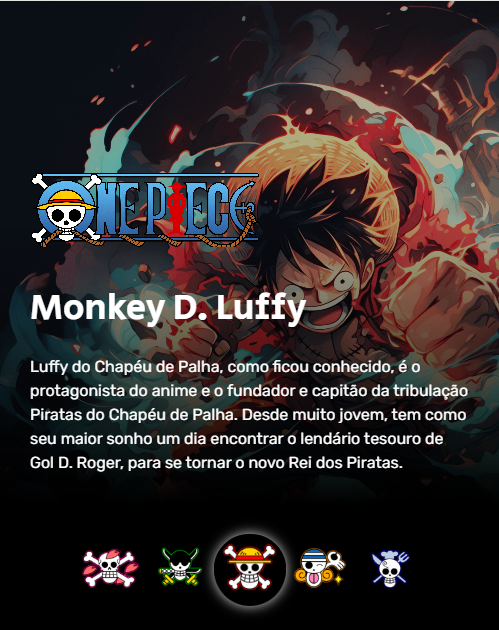 ONE PIECE
Monkey D. Luffy
Luffy do Chapéu de Palha, como ficou conhecido, é o
protagonista do anime e o fundador e capitão da tribulação
Piratas do Chapéu de Palha. Desde muito jovem, tem como
seu maior sonho um dia encontrar o lendário tesouro de
Gol D. Roger, para se tornar o novo Rei dos Piratas.